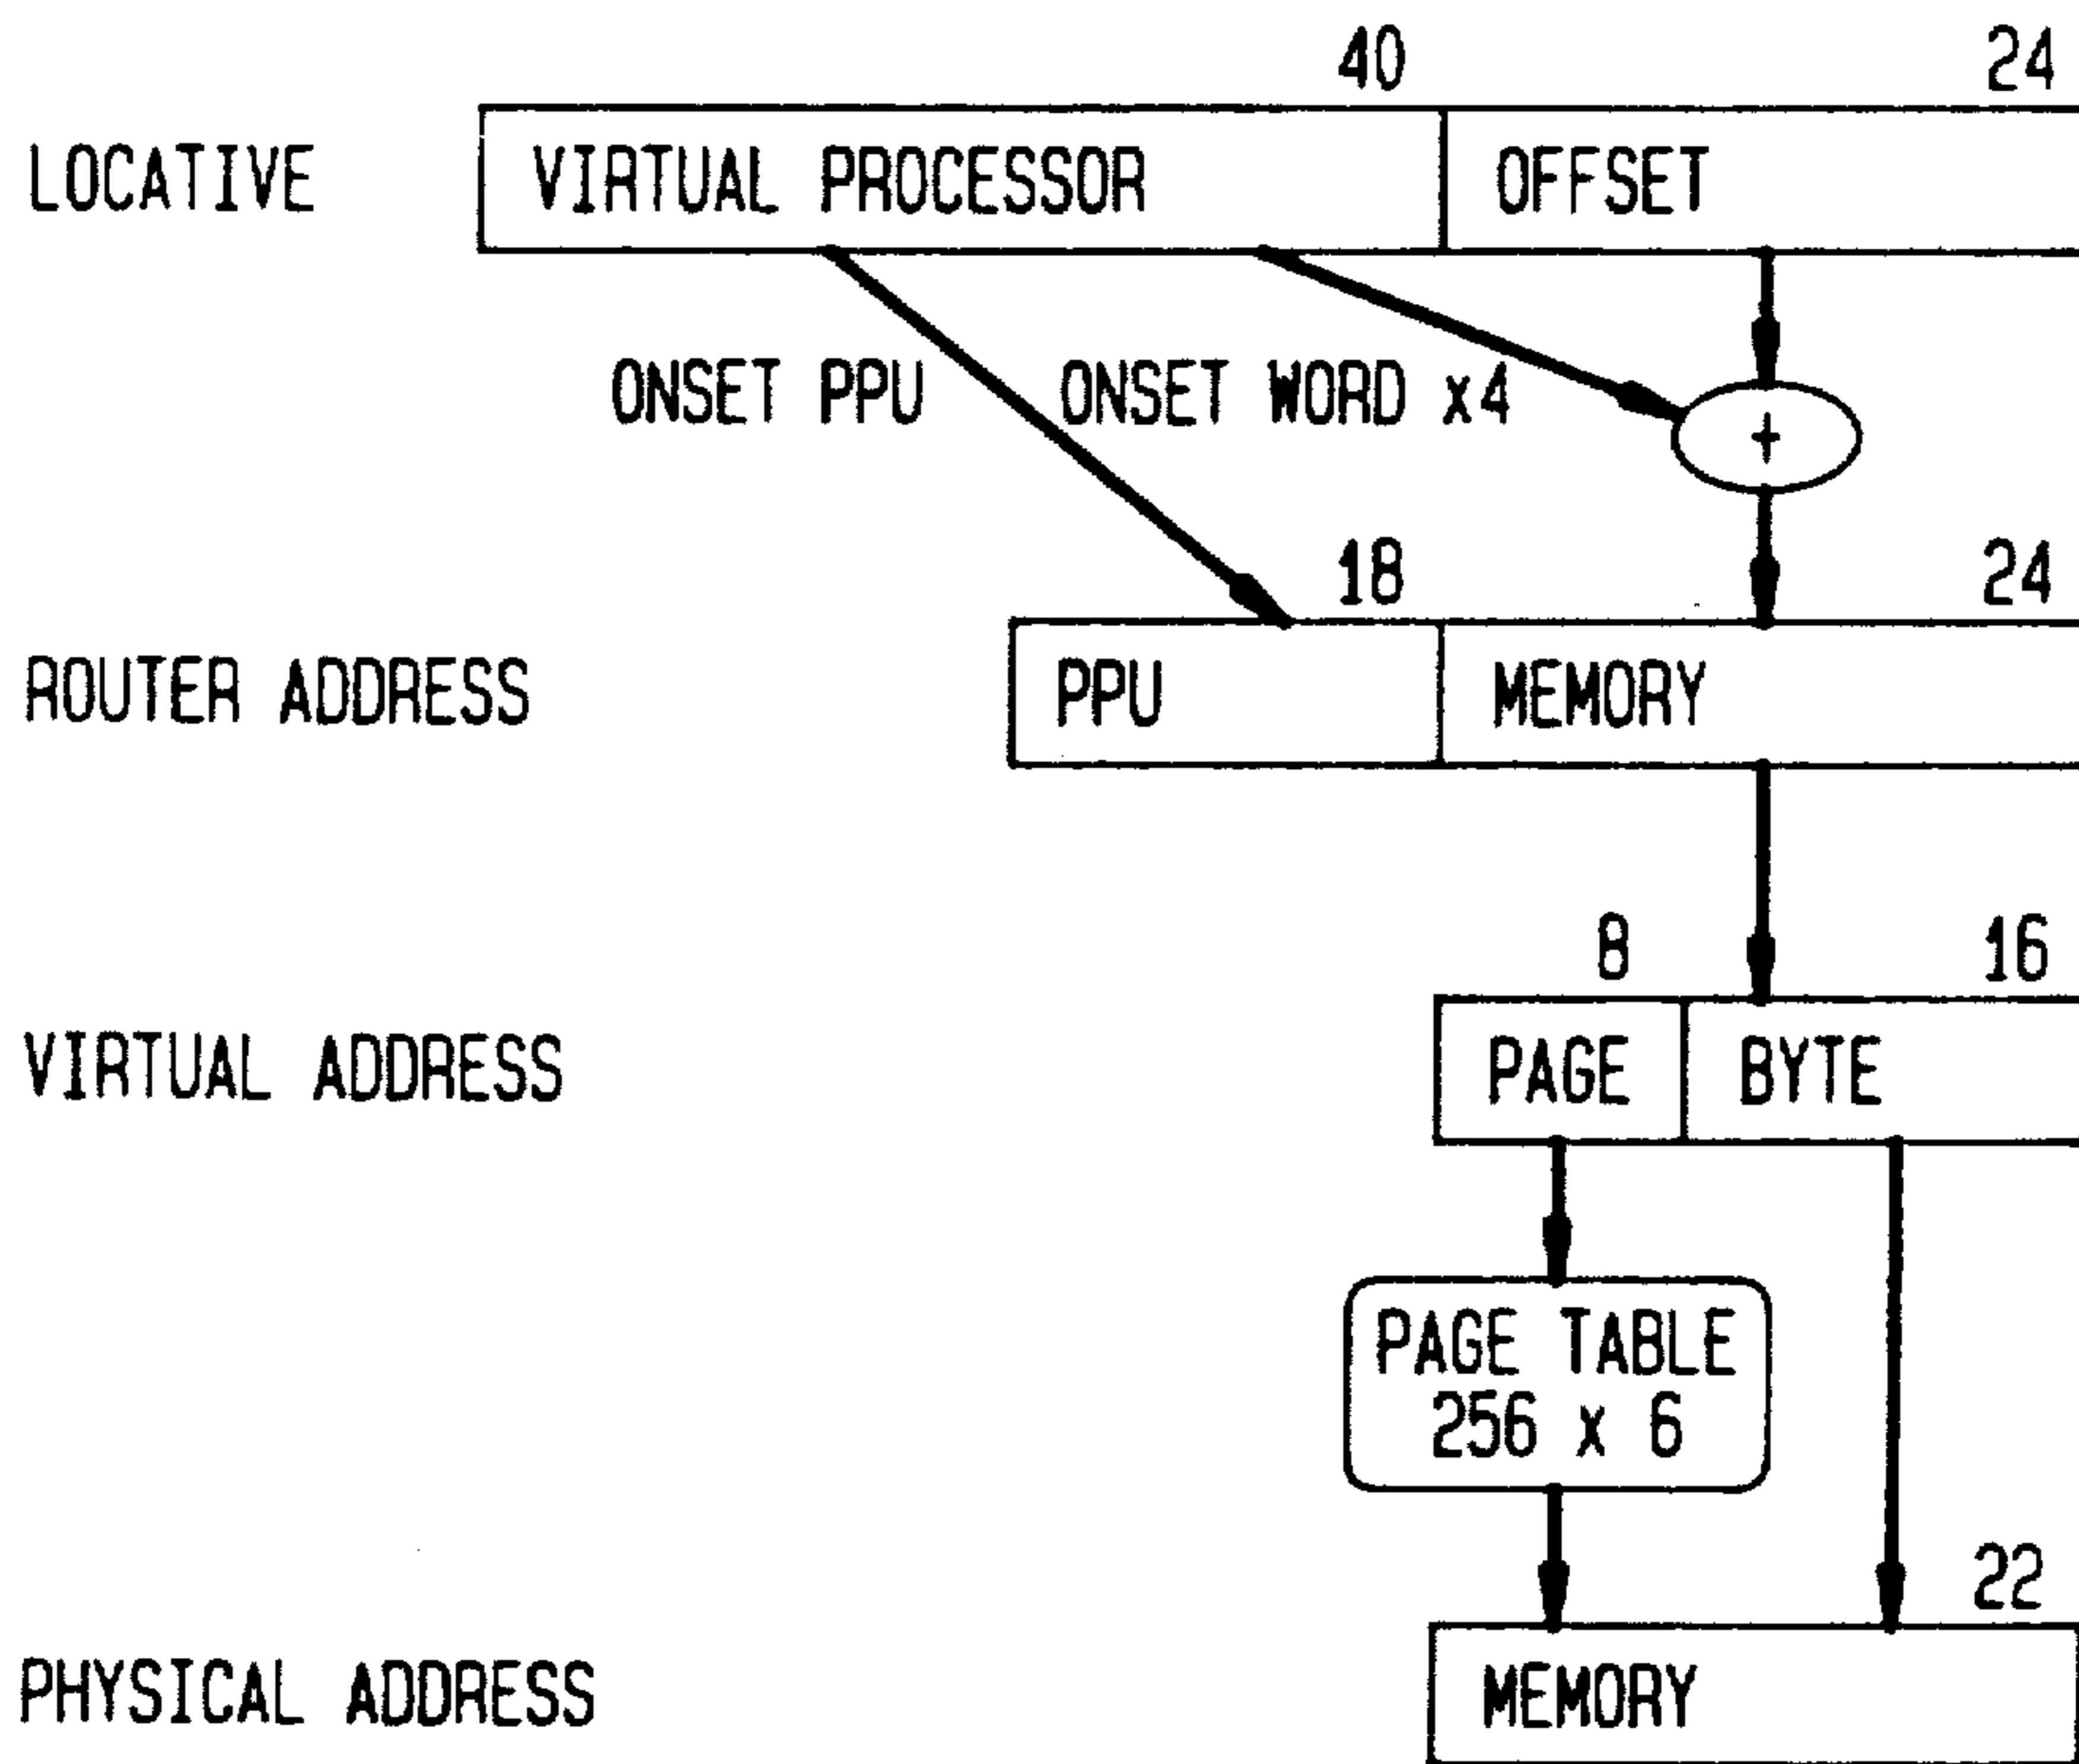 40 24
LOCATIVE VIRTUAL PROCESSOR OFFSET
ONSET PPU ONSET WORD x4
+
18 24
ROUTER ADDRESS PPU MEMORY
8 16
VIRTUAL ADDRESS PAGE BYTE
PAGE TABLE
256 x 6
22
PHYSICAL ADDRESS MEMORY